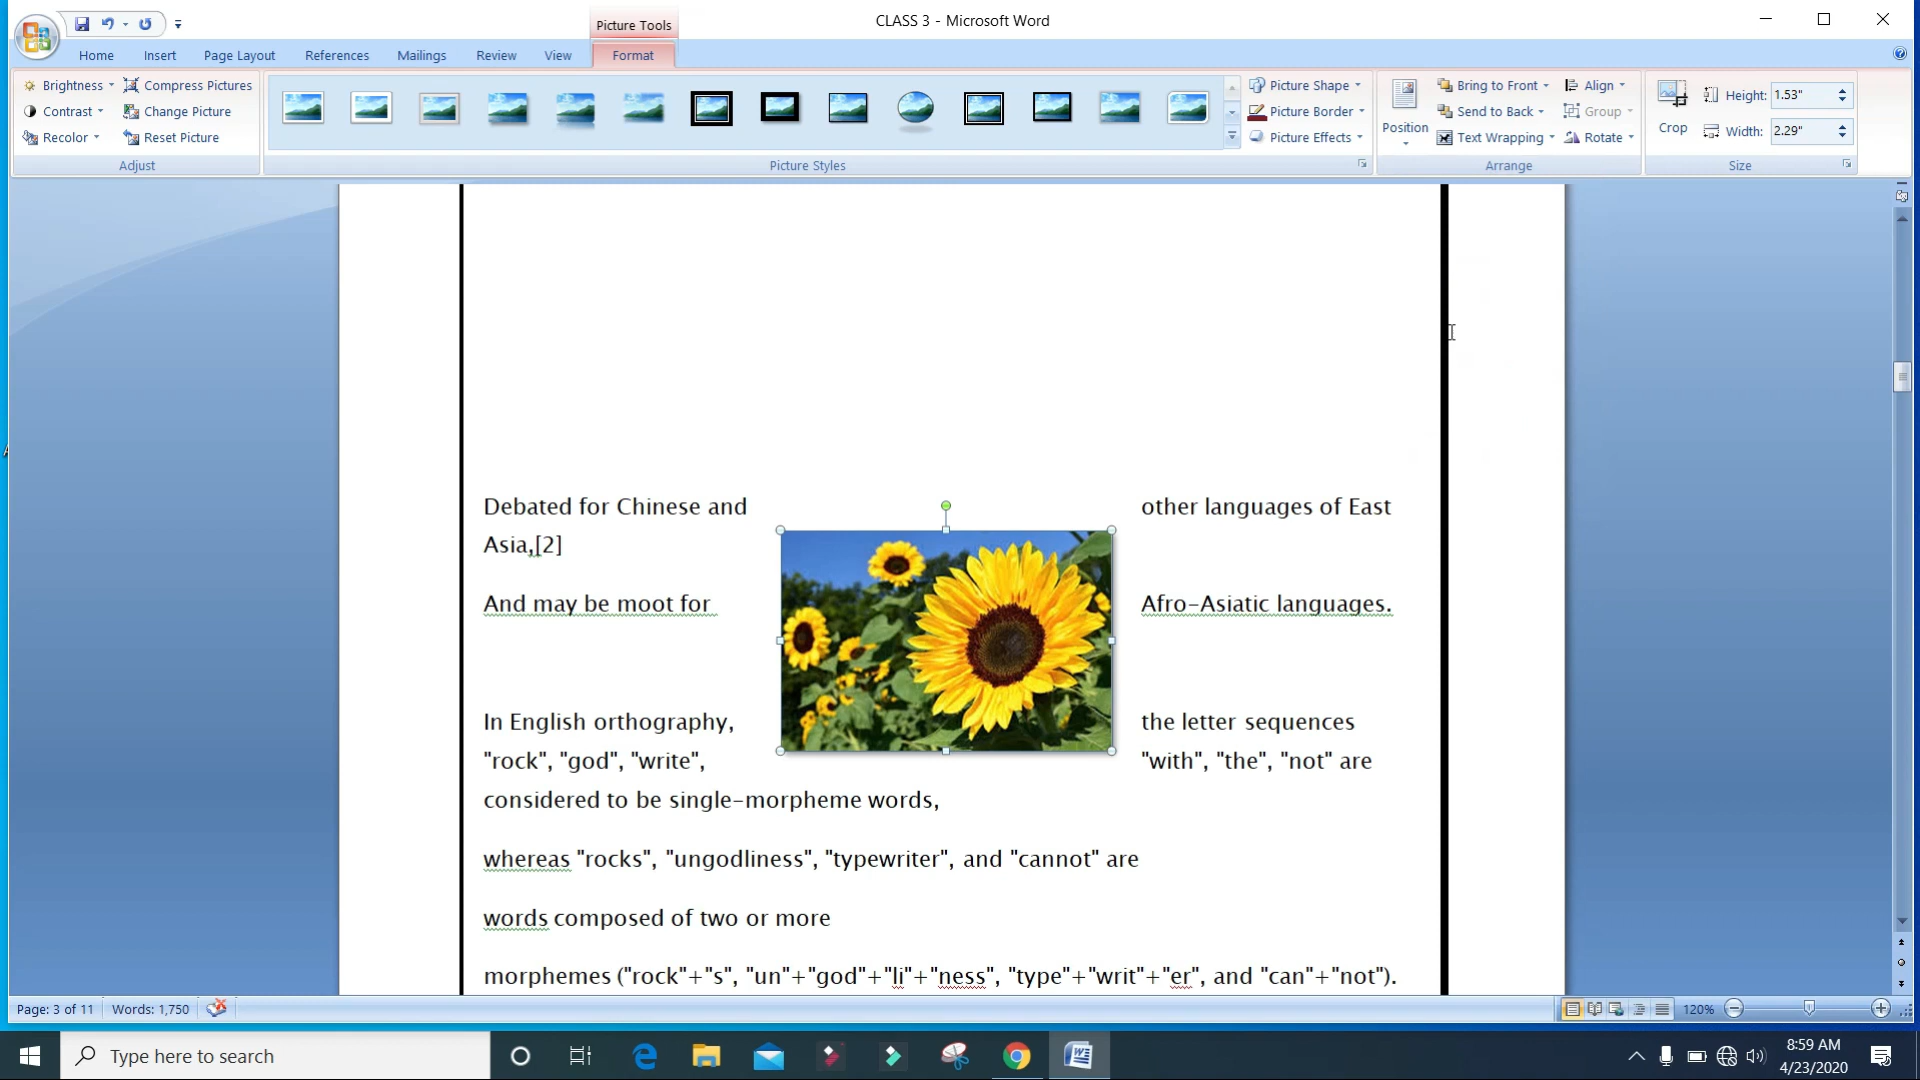 Picture Tools
CLASS 3 - Microsoft Word
Home Insert Page Layout References Mailings Review View Format
Brightness Compress Pictures Picture Shape Bring to Front Align Height: 1.53"
Contrast Change Picture Picture Border Send to Back Group
Recolor Reset Picture Picture Effects Position Text Wrapping Rotate Crop Width: 2.29"
Adjust Picture Styles Arrange Size
Debated for Chinese and other languages of East
Asia,[2]
And may be moot for Afro-Asiatic languages.
In English orthography, the letter sequences
"rock", "god", "write", "with", "the", "not" are
considered to be single-morpheme words,
whereas "rocks", "ungodliness", "typewriter", and "cannot" are
words composed of two or more
morphemes ("rock"+"s", "un"+"god"+"li"+"ness", "type"+"writ"+"er", and "can"+"not").
Page: 3 of 11 Words: 1,750 120%
Type here to search
8:59 AM
4/23/2020